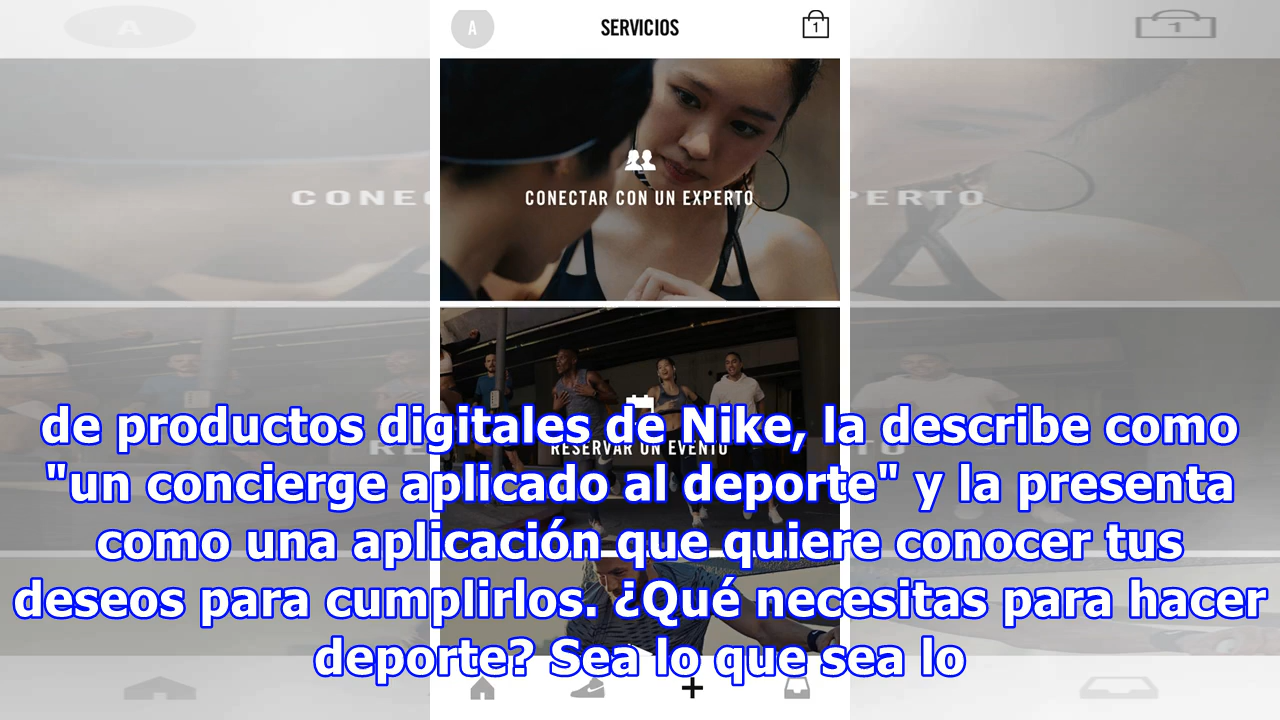 A
SERVICIOS
1
CONECTAR CON UN EXPERTO
RESERVAR UN EVENTO
de productos digitales de Nike, la describe como
"un concierge aplicado al deporte" y la presenta
como una aplicación que quiere conocer tus
deseos para cumplirlos. ¿Qué necesitas para hacer
deporte? Sea lo que sea lo